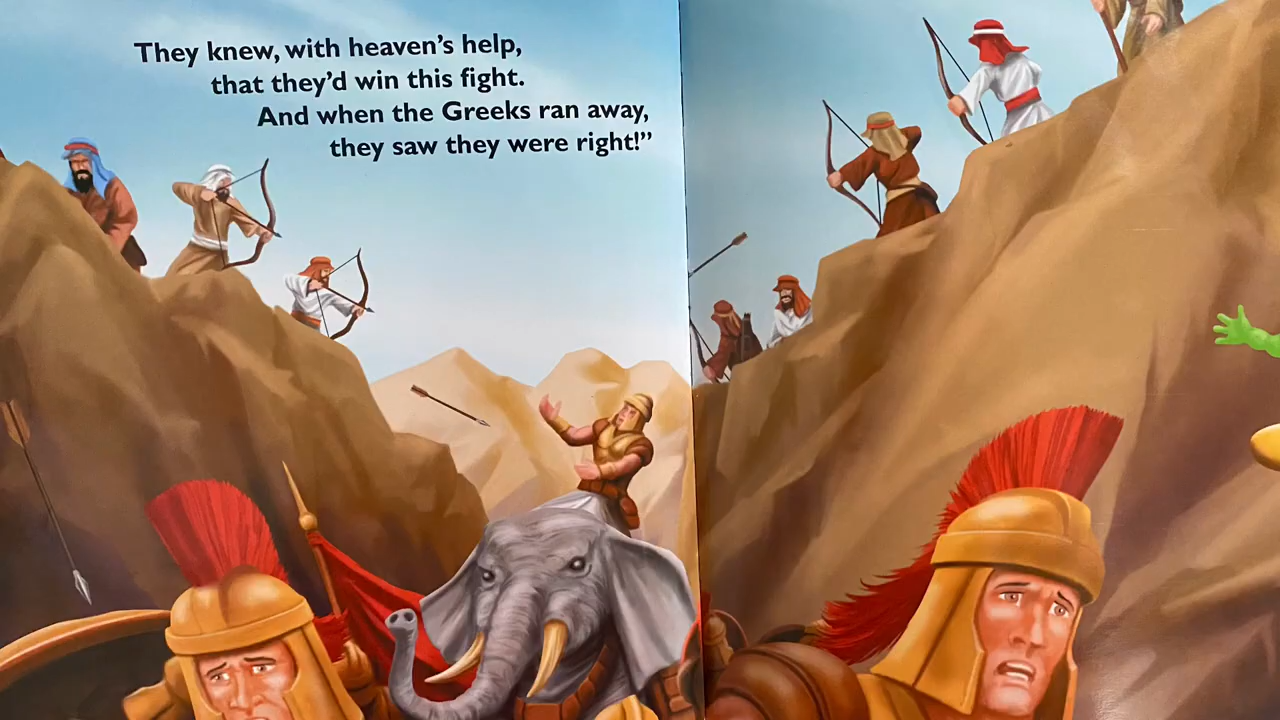 They knew, with heaven’s help,
that they’d win this fight.
And when the Greeks ran away,
they saw they were right!”